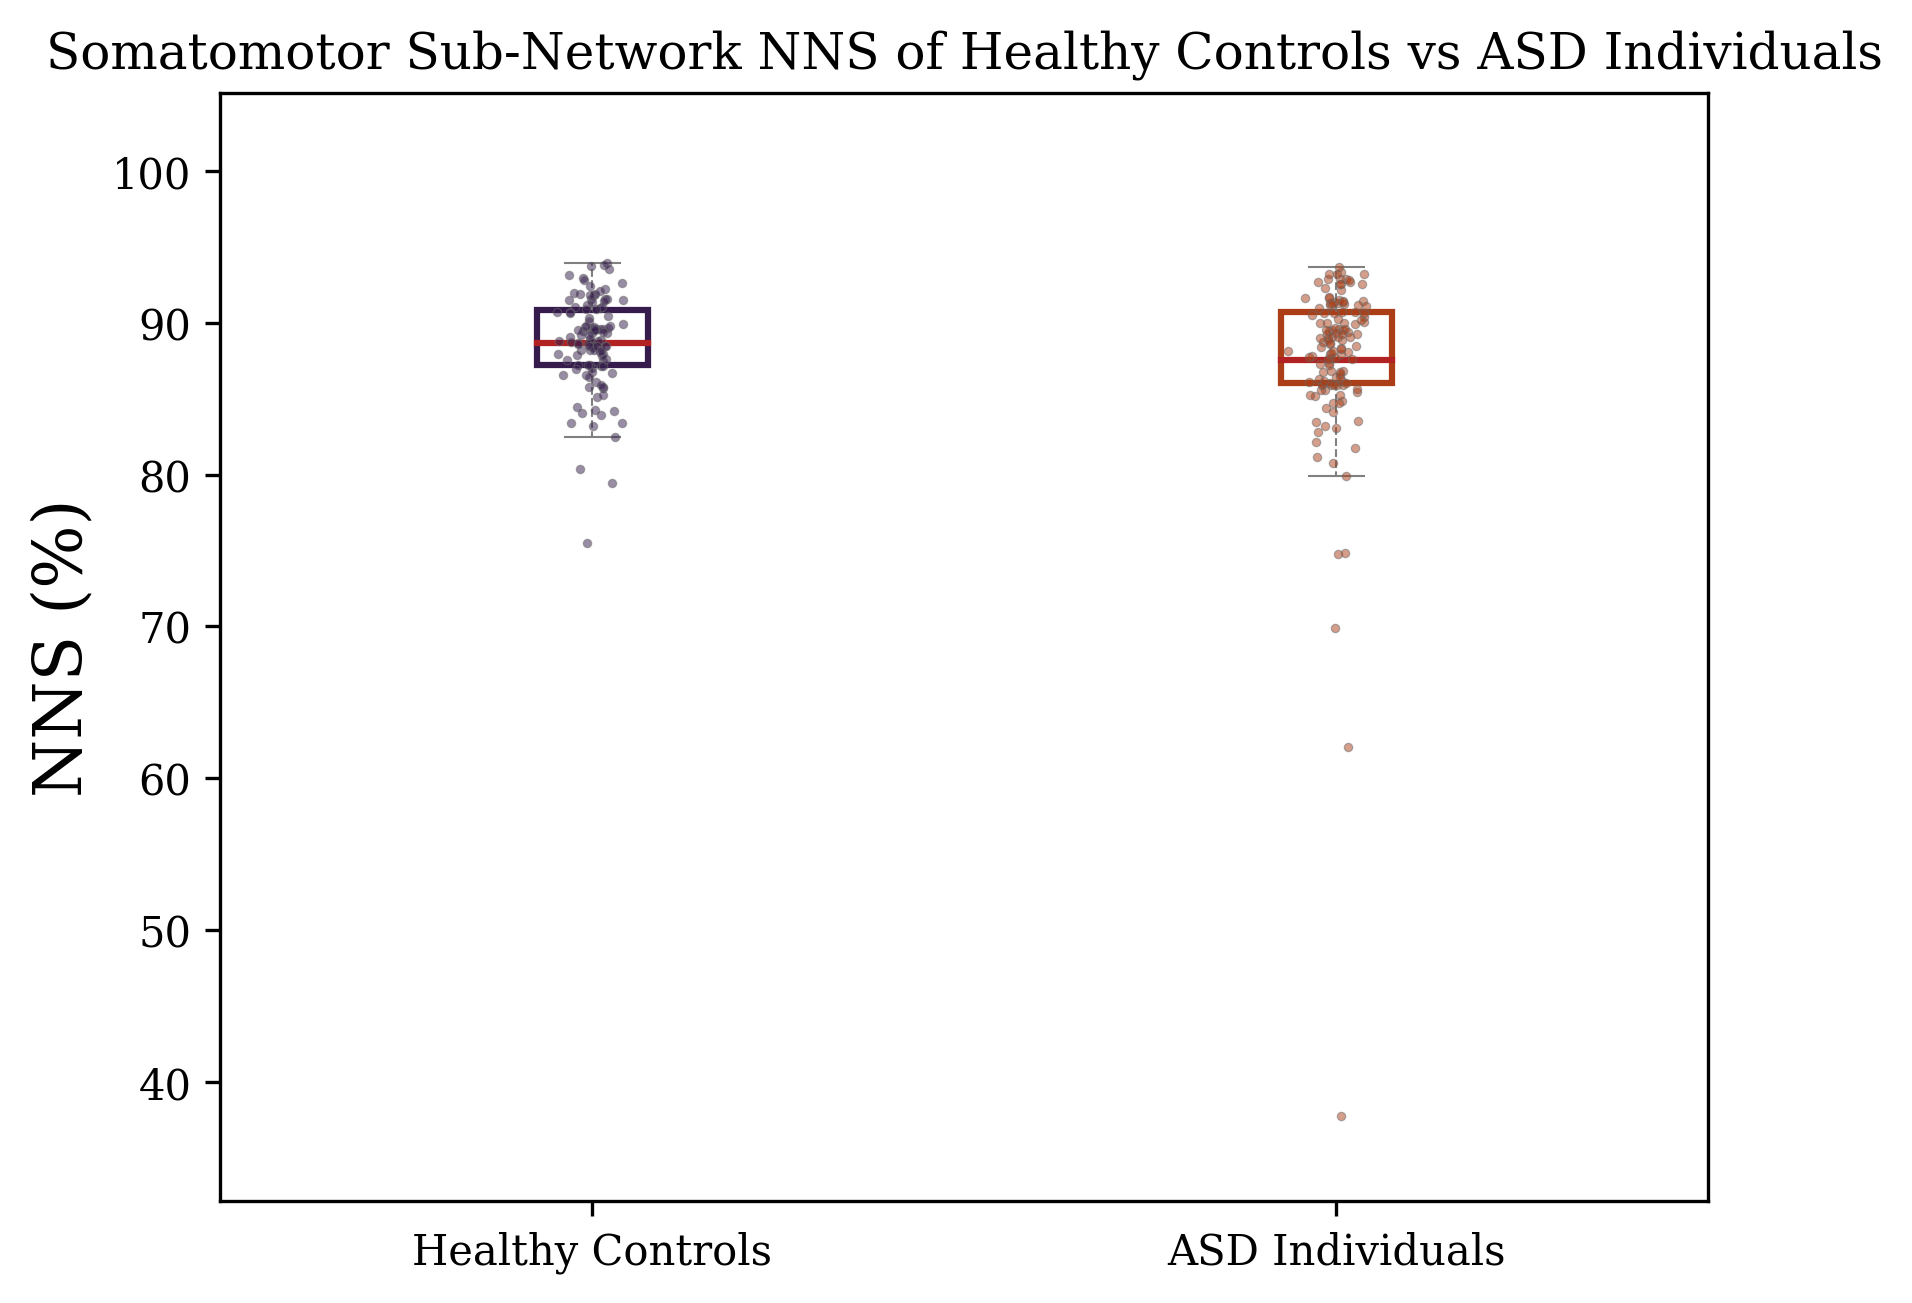 Somatomotor Sub-Network NNS of Healthy Controls vs ASD Individuals
NNS (%)
100
90
80
70
60
50
40
Healthy Controls
ASD Individuals